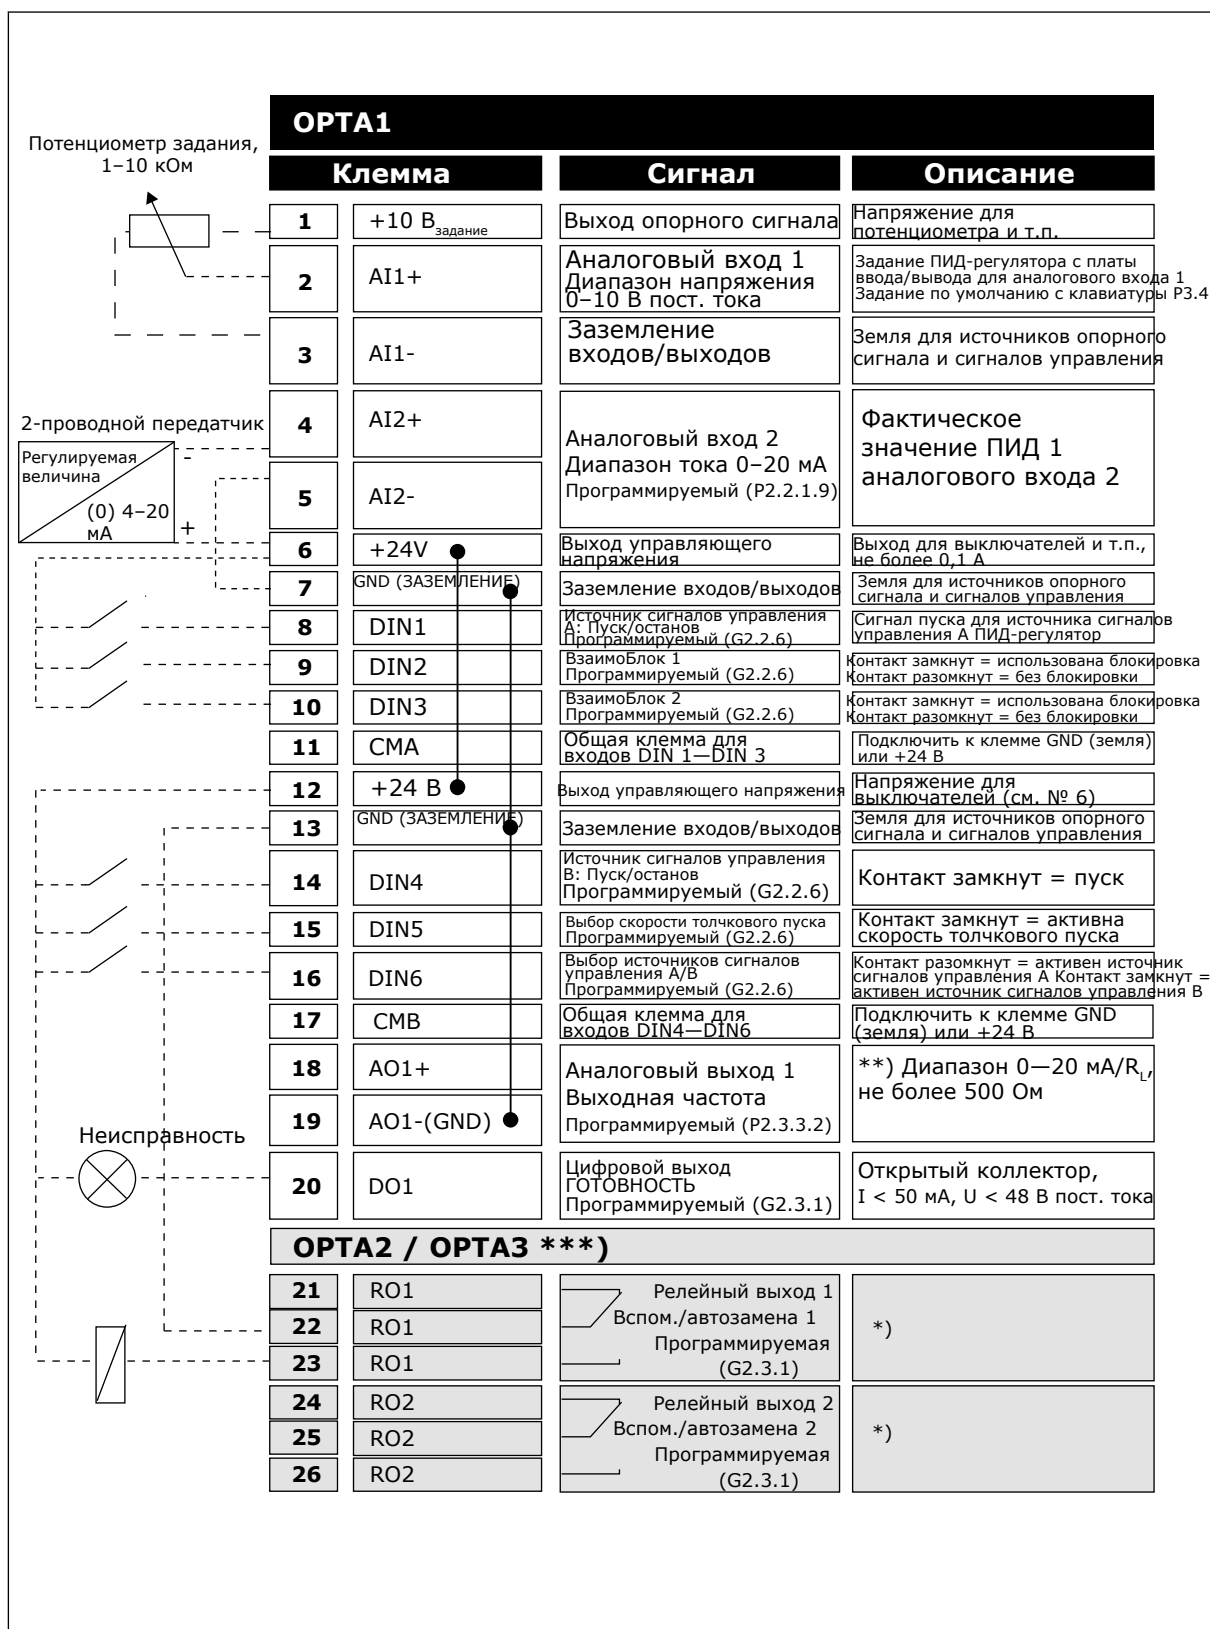 OPTA1
Потенциометр задания,
1–10 кОм
Клемма
Сигнал
Описание
1
+10 Взадание
Выход опорного сигнала
Напряжение для
потенциометра и т.п.
2
AI1+
Аналоговый вход 1
Диапазон напряжения
0–10 В пост. тока
Задание ПИД-регулятора с платы
ввода/вывода для аналогового входа 1
Задание по умолчанию с клавиатуры P3.4
3
AI1-
Заземление
входов/выходов
Земля для источников опорного
сигнала и сигналов управления
2-проводной передатчик
Регулируемая
величина
(0) 4–20
мА
-
+
4
AI2+
5
AI2-
Аналоговый вход 2
Диапазон тока 0–20 мА
Программируемый (P2.2.1.9)
Фактическое
значение ПИД 1
аналогового входа 2
6
+24V
Выход управляющего
напряжения
Выход для выключателей и т.п.,
не более 0,1 А
7
GND (ЗАЗЕМЛЕНИЕ)
Заземление входов/выходов
Земля для источников опорного
сигнала и сигналов управления
8
DIN1
Источник сигналов управления
А: Пуск/останов
Программируемый (G2.2.6)
Сигнал пуска для источника сигналов
управления А ПИД-регулятор
9
DIN2
ВзаимоБлок 1
Программируемый (G2.2.6)
Контакт замкнут = использована блокировка
Контакт разомкнут = без блокировки
10
DIN3
ВзаимоБлок 2
Программируемый (G2.2.6)
Контакт замкнут = использована блокировка
Контакт разомкнут = без блокировки
11
CMA
Общая клемма для
входов DIN 1—DIN 3
Подключить к клемме GND (земля)
или +24 В
12
+24 В
Выход управляющего напряжения
Напряжение для
выключателей (см. № 6)
13
GND (ЗАЗЕМЛЕНИЕ)
Заземление входов/выходов
Земля для источников опорного
сигнала и сигналов управления
14
DIN4
Источник сигналов управления
В: Пуск/останов
Программируемый (G2.2.6)
Контакт замкнут = пуск
15
DIN5
Выбор скорости толчкового пуска
Программируемый (G2.2.6)
Контакт замкнут = активна
скорость толчкового пуска
16
DIN6
Выбор источников сигналов
управления А/В
Программируемый (G2.2.6)
Контакт разомкнут = активен источник
сигналов управления А Контакт замкнут =
активен источник сигналов управления В
17
CMB
Общая клемма для
входов DIN4—DIN6
Подключить к клемме GND
(земля) или +24 В
18
AO1+
19
AO1-(GND)
Аналоговый выход 1
Выходная частота
Программируемый (P2.3.3.2)
**) Диапазон 0—20 мА/RL,
не более 500 Ом
Неисправность
20
DO1
Цифровой выход
ГОТОВНОСТЬ
Программируемый (G2.3.1)
Открытый коллектор,
I < 50 мА, U < 48 В пост. тока
OPTA2 / OPTA3 ***)
21
RO1
22
RO1
23
RO1
Релейный выход 1
Вспом./автозамена 1
Программируемая
(G2.3.1)
*)
24
RO2
25
RO2
26
RO2
Релейный выход 2
Вспом./автозамена 2
Программируемая
(G2.3.1)
*)